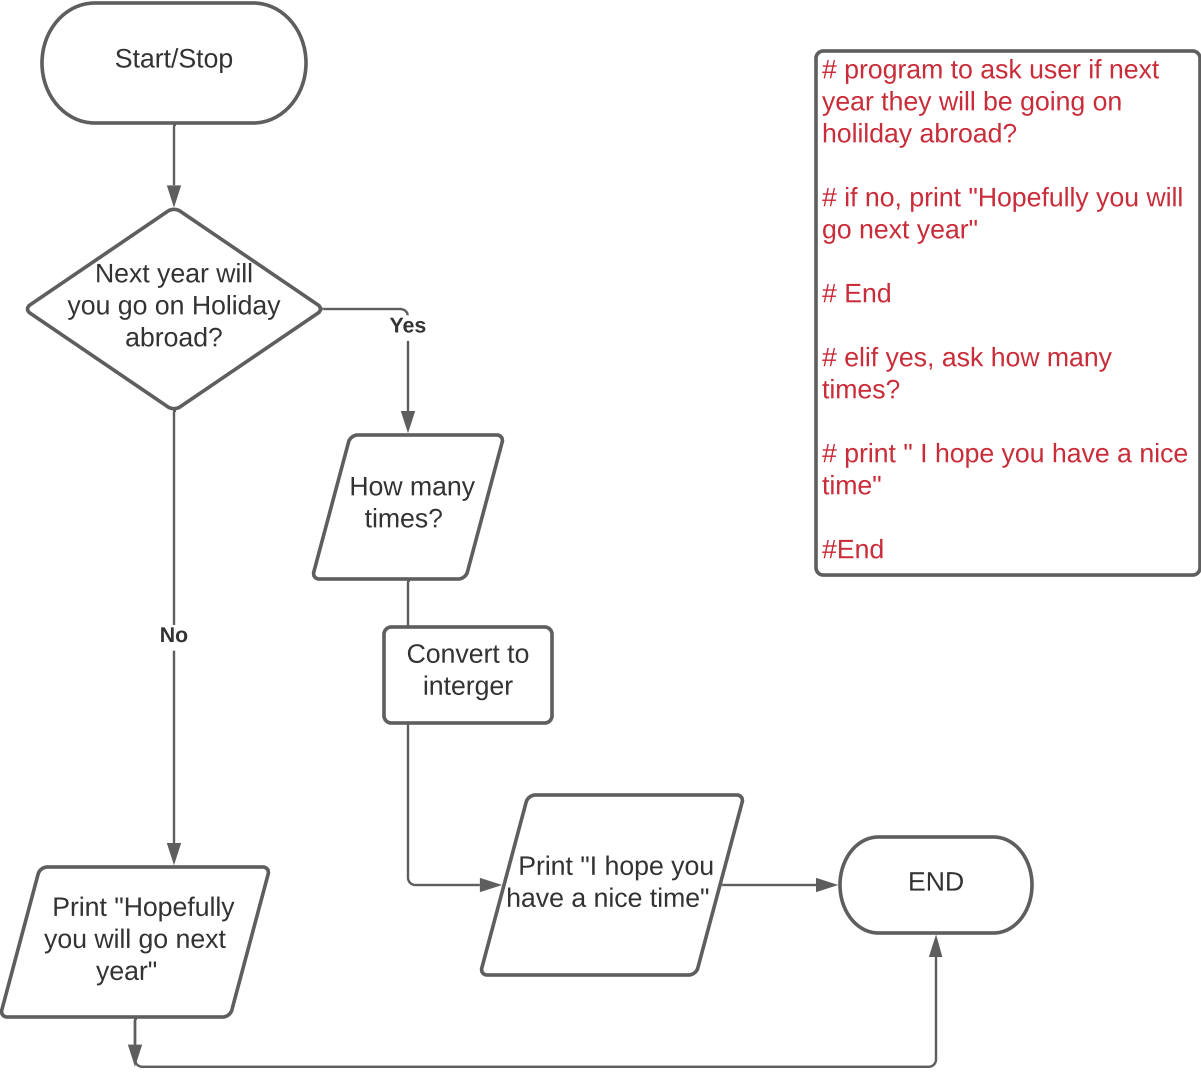 Start/Stop
Next year will
you go on Holiday
abroad?
Yes
How many
times?
No
Convert to
interger
Print "I hope you
have a nice time"
END
Print "Hopefully
you will go next
year"
# program to ask user if next
year they will be going on
holilday abroad?
# if no, print "Hopefully you will
go next year"
# End
# elif yes, ask how many
times?
# print " I hope you have a nice
time"
#End